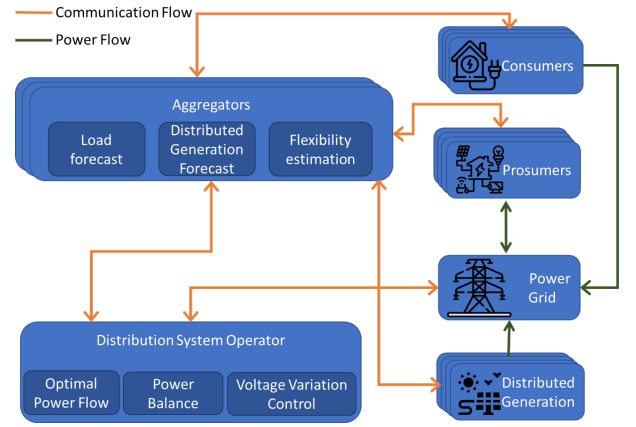 Communication Flow
Power Flow
Consumers
Aggregators
Load
forecast
Distributed
Generation
Forecast
Flexibility
estimation
Prosumers
Power
Grid
Distribution System Operator
Optimal
Power Flow
Power
Balance
Voltage Variation
Control
Distributed
Generation